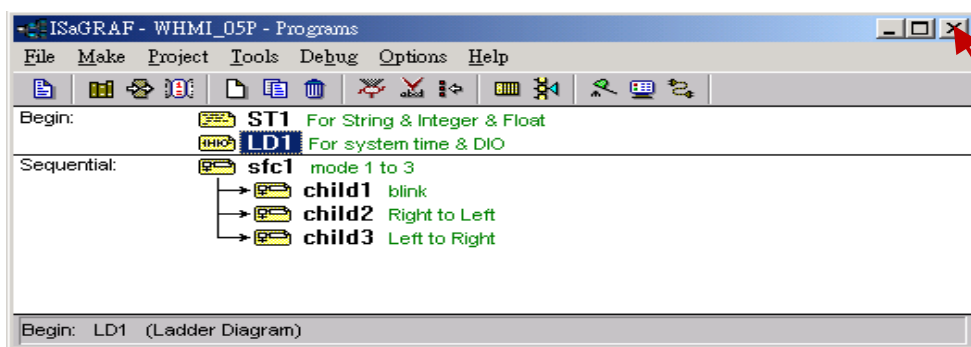 ISaGRAF - WHMI_05P - Programs
File Make Project Tools Debug Options Help
Begin: ST1 For String & Integer & Float
LD1 For system time & DIO
Sequential: sfc1 mode 1 to 3
child1 blink
child2 Right to Left
child3 Left to Right
Begin: LD1 (Ladder Diagram)